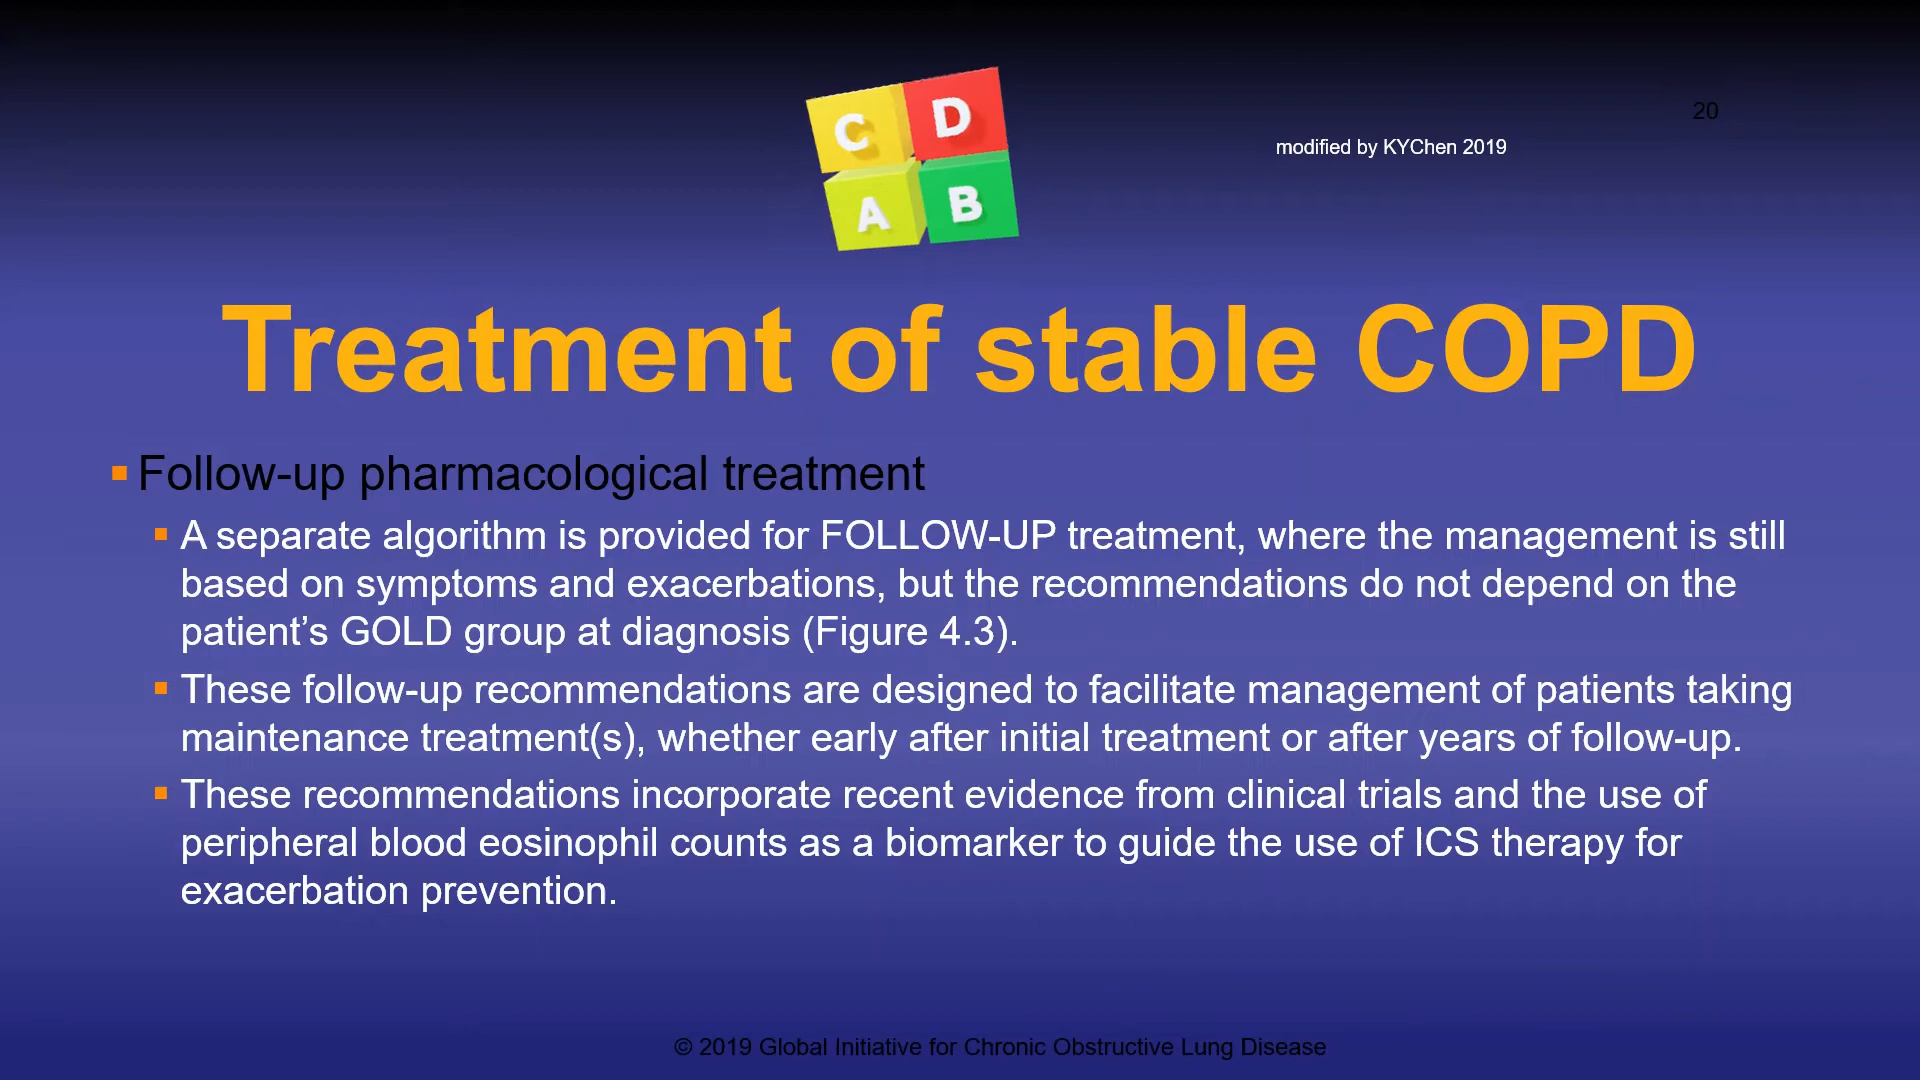 C D
A B
20
modified by KYChen 2019
Treatment of stable COPD
Follow-up pharmacological treatment
A separate algorithm is provided for FOLLOW-UP treatment, where the management is still
based on symptoms and exacerbations, but the recommendations do not depend on the
patient’s GOLD group at diagnosis (Figure 4.3).
These follow-up recommendations are designed to facilitate management of patients taking
maintenance treatment(s), whether early after initial treatment or after years of follow-up.
These recommendations incorporate recent evidence from clinical trials and the use of
peripheral blood eosinophil counts as a biomarker to guide the use of ICS therapy for
exacerbation prevention.
© 2019 Global Initiative for Chronic Obstructive Lung Disease